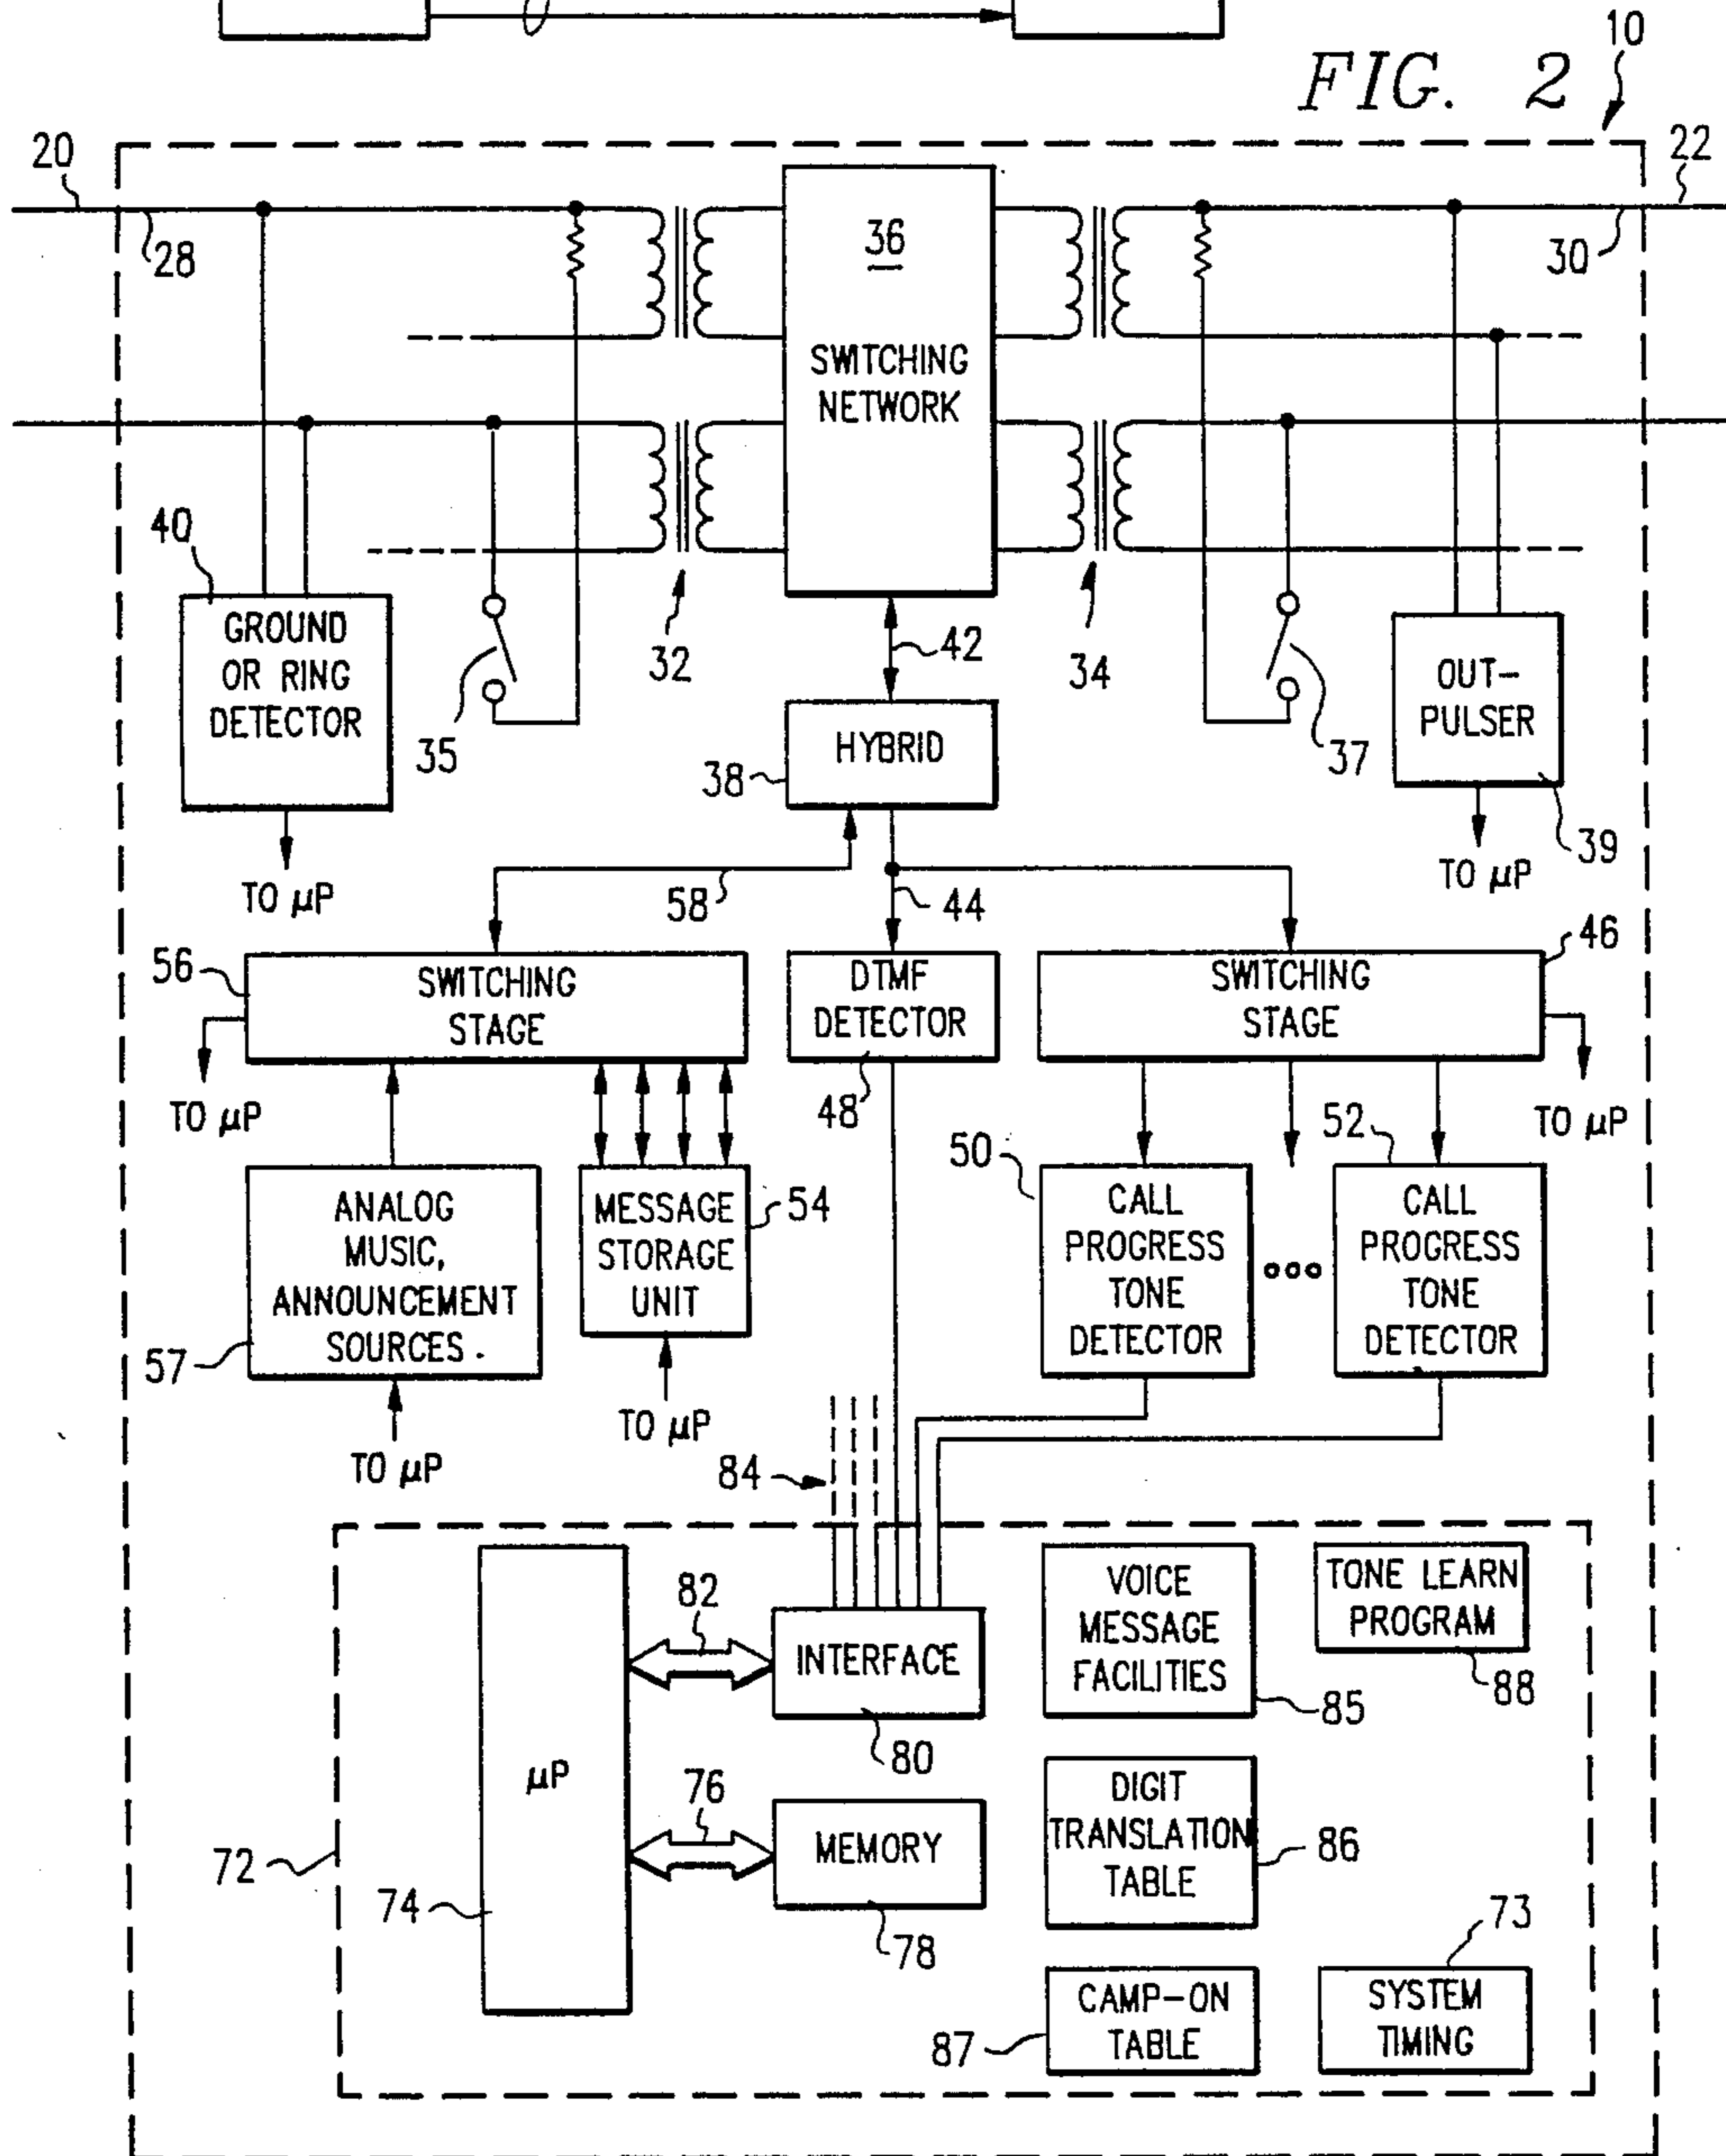 FIG. 2
10
20
22
28
30
36
SWITCHING
NETWORK
40
GROUND
OR RING
DETECTOR
TO µP
35
32
42
34
37
OUT-
PULSER
39
TO µP
HYBRID
38
58
44
56
SWITCHING
STAGE
TO µP
DTMF
DETECTOR
48
46
SWITCHING
STAGE
TO µP
ANALOG
MUSIC,
ANNOUNCEMENT
SOURCES.
57
TO µP
MESSAGE
STORAGE
UNIT
54
TO µP
50
CALL
PROGRESS
TONE
DETECTOR
52
CALL
PROGRESS
TONE
DETECTOR
84
72
µP
74
82
INTERFACE
80
76
MEMORY
78
VOICE
MESSAGE
FACILITIES
85
TONE LEARN
PROGRAM
88
DIGIT
TRANSLATION
TABLE
86
CAMP-ON
TABLE
87
73
SYSTEM
TIMING